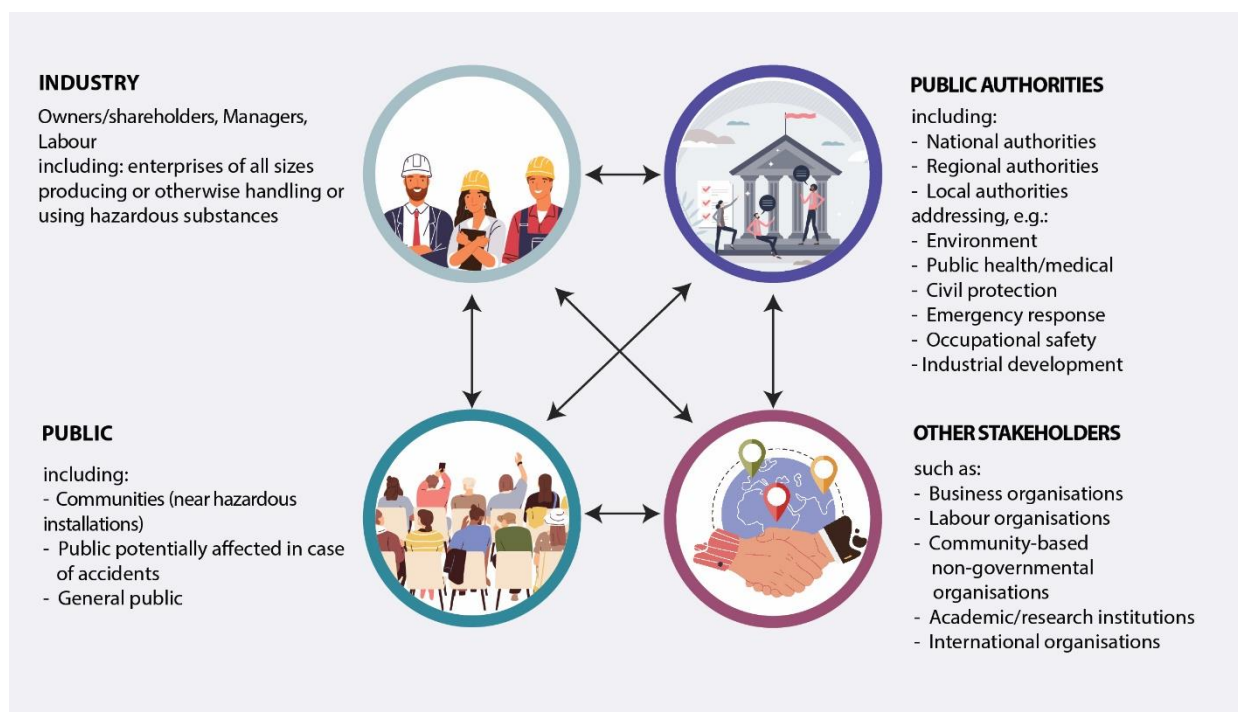 INDUSTRY
Owners/shareholders, Managers,
Labour
including: enterprises of all sizes
producing or otherwise handling or
using hazardous substances
PUBLIC AUTHORITIES
including:
- National authorities
- Regional authorities
- Local authorities
addressing, e.g.:
- Environment
- Public health/medical
- Civil protection
- Emergency response
- Occupational safety
- Industrial development
PUBLIC
including:
- Communities (near hazardous
installations)
- Public potentially affected in case
of accidents
- General public
OTHER STAKEHOLDERS
such as:
- Business organisations
- Labour organisations
- Community-based
non-governmental
organisations
- Academic/research institutions
- International organisations